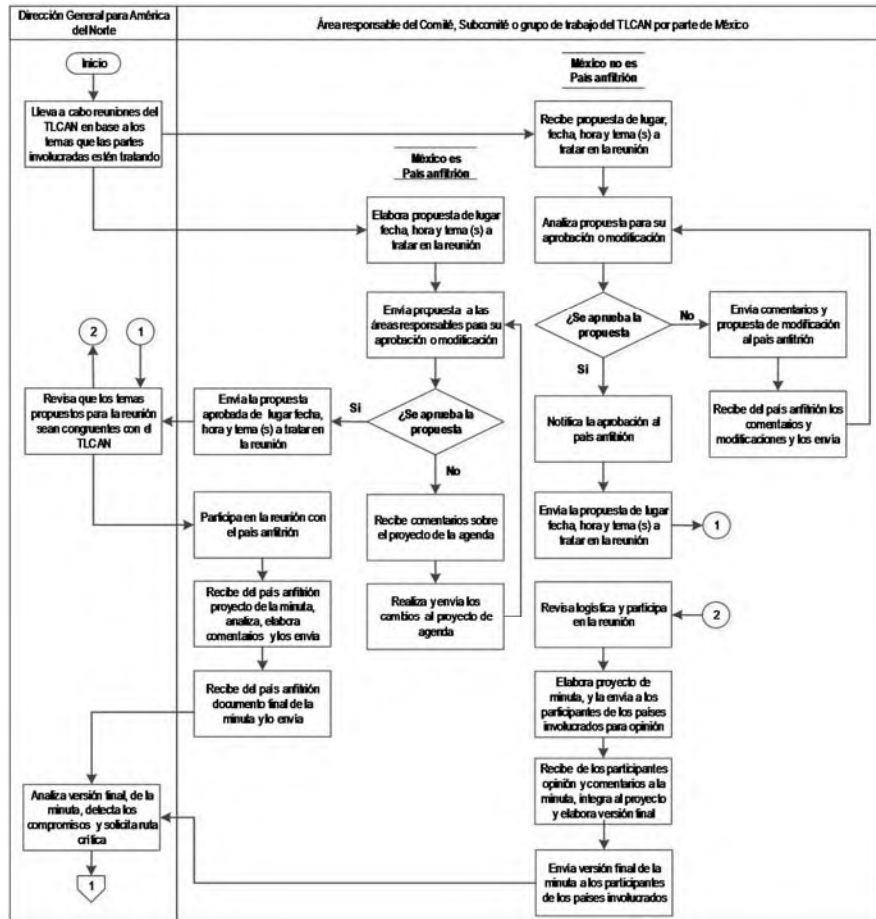 Dirección General para América
del Norte
Área responsable del Comité, Subcomité o grupo de trabajo del TLCAN por parte de México
Inicio
Lleva a cabo reuniones del
TLCAN en base a los
temas que las partes
involucradas estén tratando
México no es
País anfitrión
Recibe propuesta de lugar,
fecha, hora y tema (s) a
tratar en la reunión
México es
País anfitrión
Elabora propuesta de lugar
fecha, hora y tema (s) a
tratar en la reunión
Analiza propuesta para su
aprobación o modificación
Envía propuesta a las
áreas responsables para su
aprobación o modificación
¿Se aprueba la
propuesta
No
Envía comentarios y
propuesta de modificación
al país anfitrión
Sí
Recibe del país anfitrión los
comentarios y
modificaciones y los envía
2
1
Revisa que los temas
propuestos para la reunión
sean congruentes con el
TLCAN
Envía la propuesta
aprobada de lugar fecha,
hora y tema (s) a tratar en
la reunión
Sí
¿Se aprueba la
propuesta
No
Notifica la aprobación al
país anfitrión
Participa en la reunión con
el país anfitrión
Recibe comentarios sobre
el proyecto de la agenda
Envía la propuesta de lugar
fecha, hora y tema (s) a
tratar en la reunión
1
Recibe del país anfitrión
proyecto de la minuta,
analiza, elabora
comentarios y los envía
Realiza y envía los
cambios al proyecto de
agenda
Revisa logística y participa
en la reunión
2
Recibe del país anfitrión
documento final de la
minuta y lo envía
Elabora proyecto de
minuta, y la envía a los
participantes de los países
involucrados para opinión
Recibe de los participantes
opinión y comentarios a la
minuta, integra al proyecto
y elabora versión final
Analiza versión final, de la
minuta, detecta los
compromisos y solicita ruta
crítica
Envía versión final de la
minuta a los participantes
de los países involucrados
1